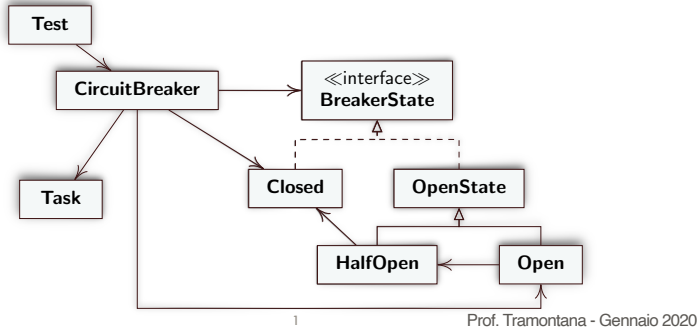 Test
CircuitBreaker
≪interface≫
BreakerState
Task
Closed
OpenState
HalfOpen
Open
1
Prof. Tramontana - Gennaio 2020